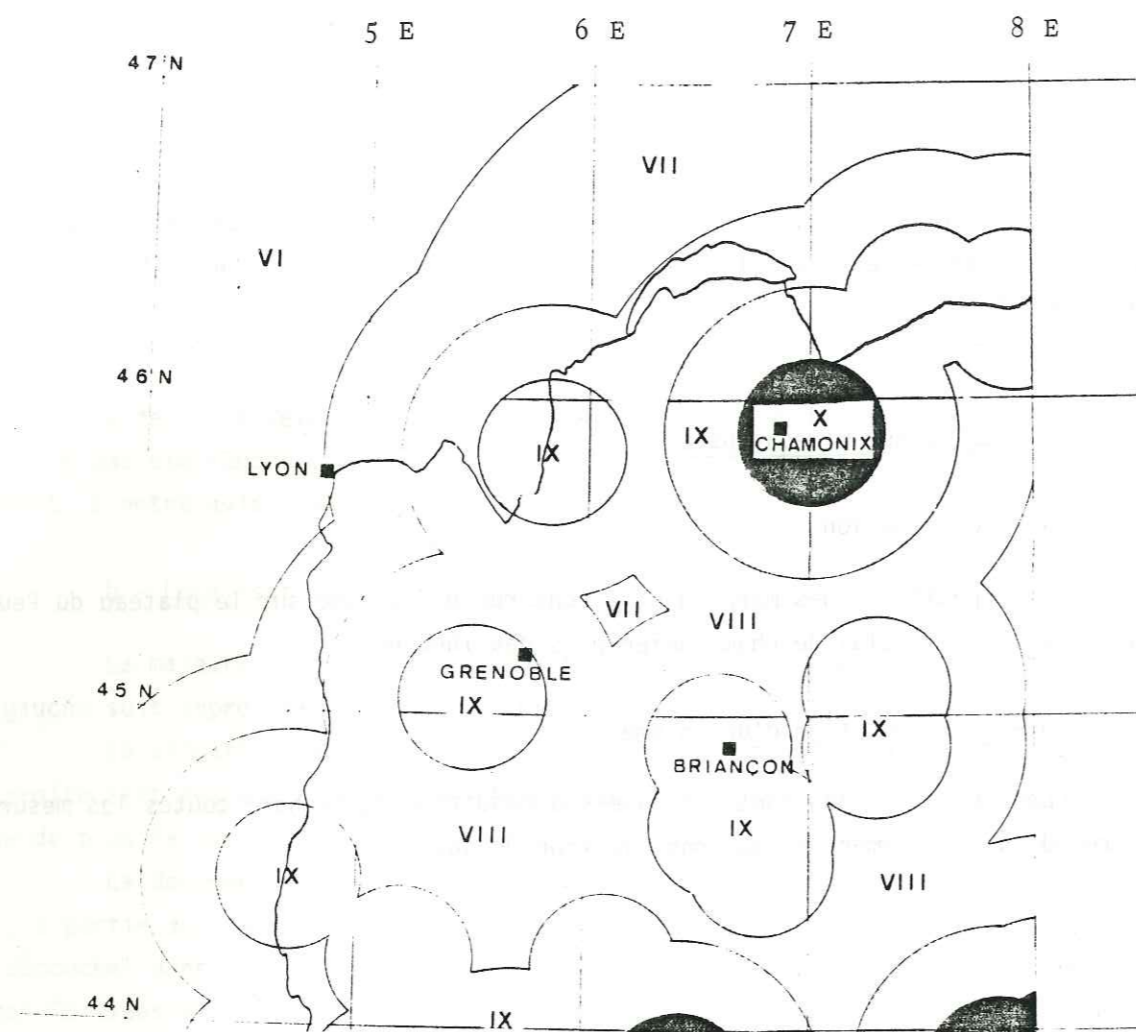 5 E 6 E 7 E 8 E
47°N
VII
VI
46°N
IX
IX
X
CHAMONIX
LYON
VII
VIII
GRENOBLE
45 N
IX
IX
BRIANÇON
VIII
IX
IX
VIII
44 N
IX